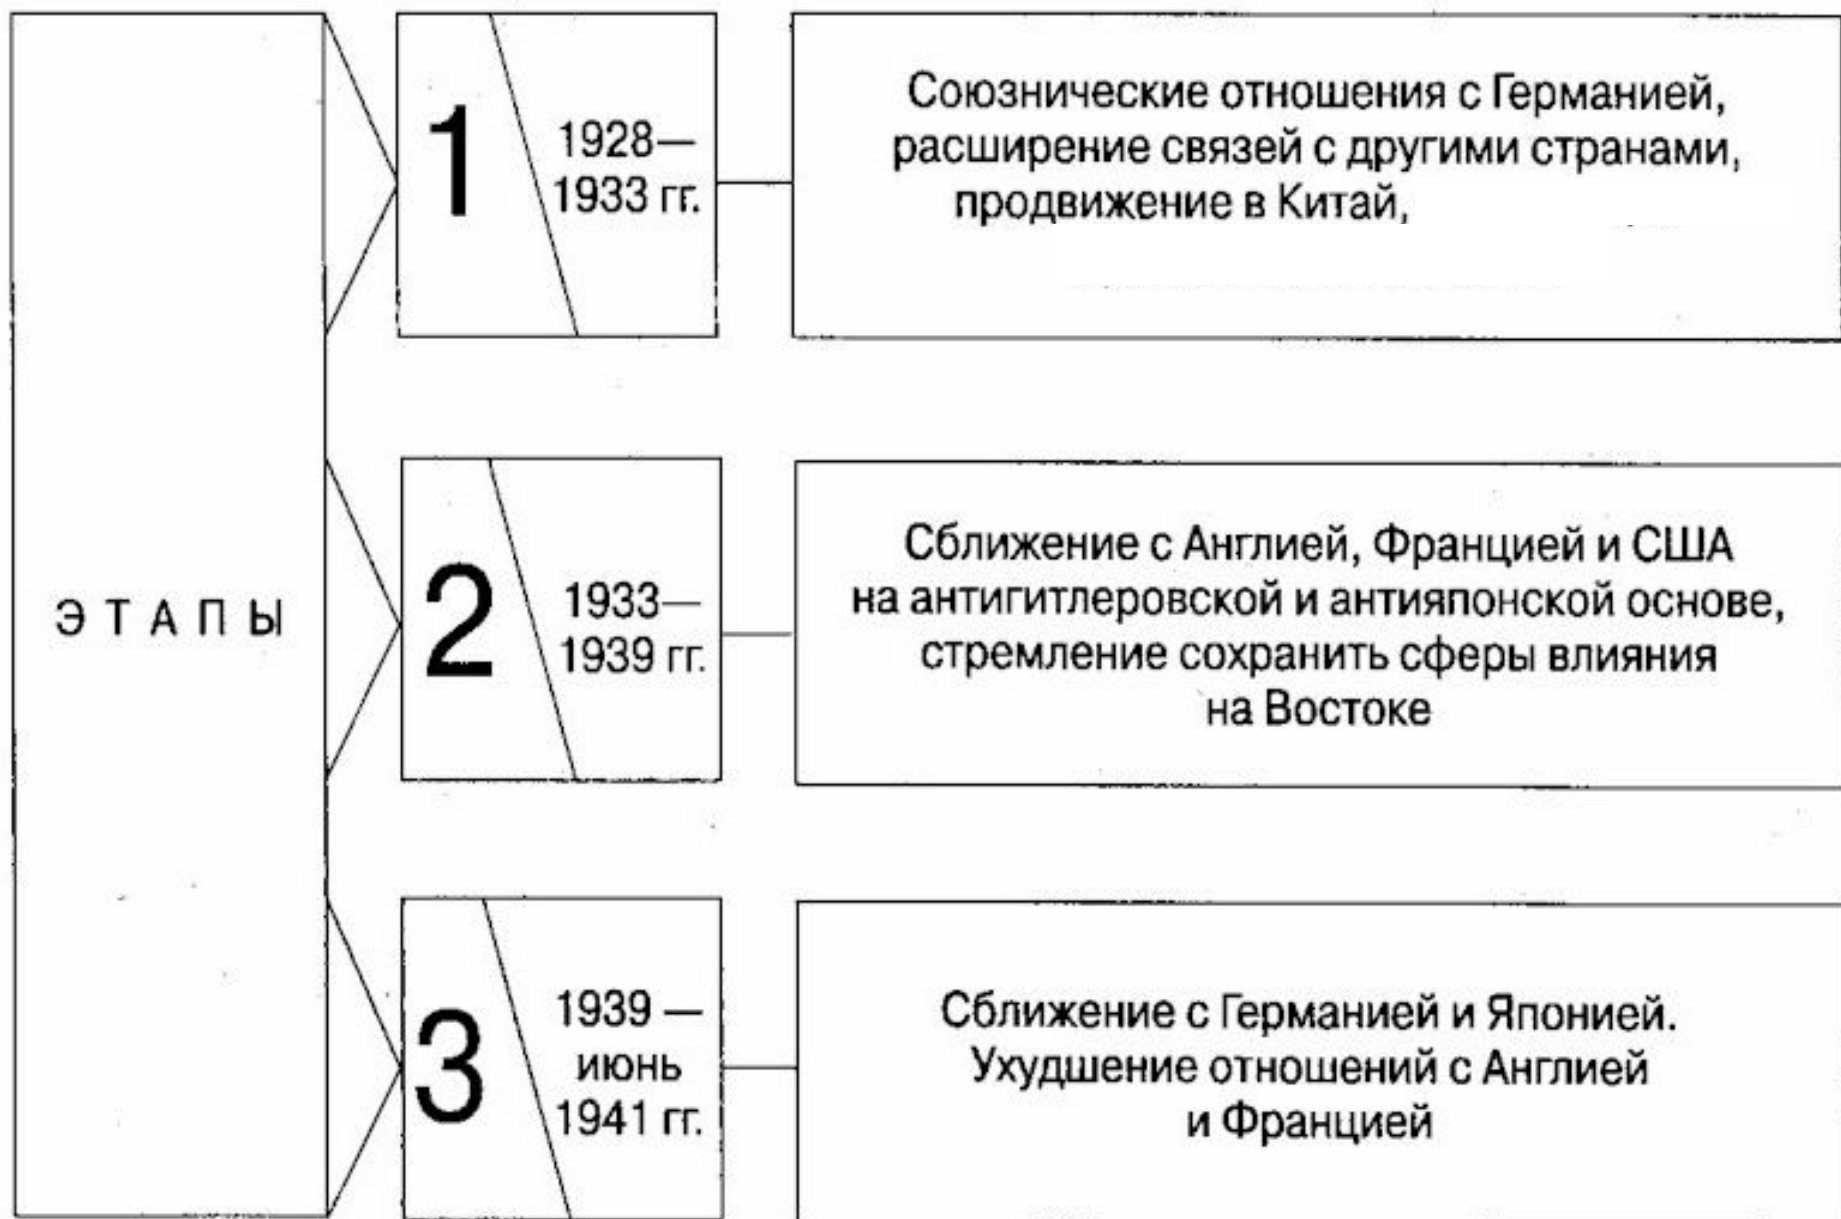 ЭТАПЫ
1
1928—
1933 гг.
Союзнические отношения с Германией,
расширение связей с другими странами,
продвижение в Китай,
2
1933—
1939 гг.
Сближение с Англией, Францией и США
на антигитлеровской и антияпонской основе,
стремление сохранить сферы влияния
на Востоке
3
1939 —
июнь
1941 гг.
Сближение с Германией и Японией.
Ухудшение отношений с Англией
и Францией